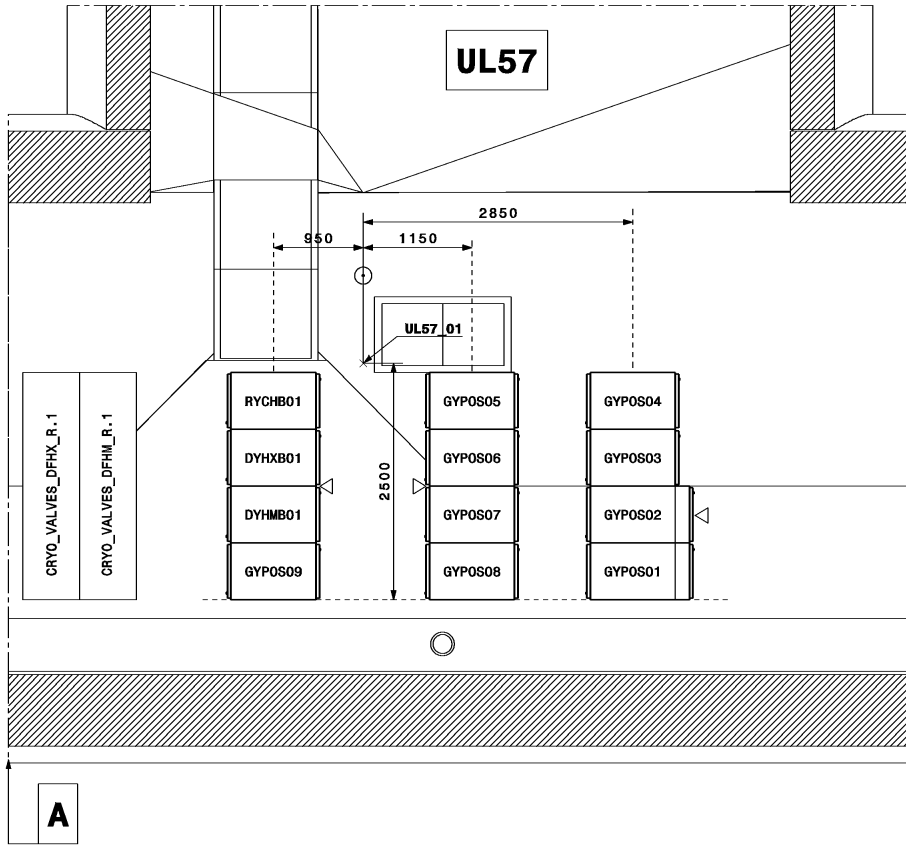 UL57
2850
950
1150
UL57_01
CRYO_VALVES_DFHX_R.1
CRYO_VALVES_DFHM_R.1
RYCHB01
DYHXB01
DYHMB01
GYPOS09
2500
GYPOS05
GYPOS06
GYPOS07
GYPOS08
GYPOS04
GYPOS03
GYPOS02
GYPOS01
A